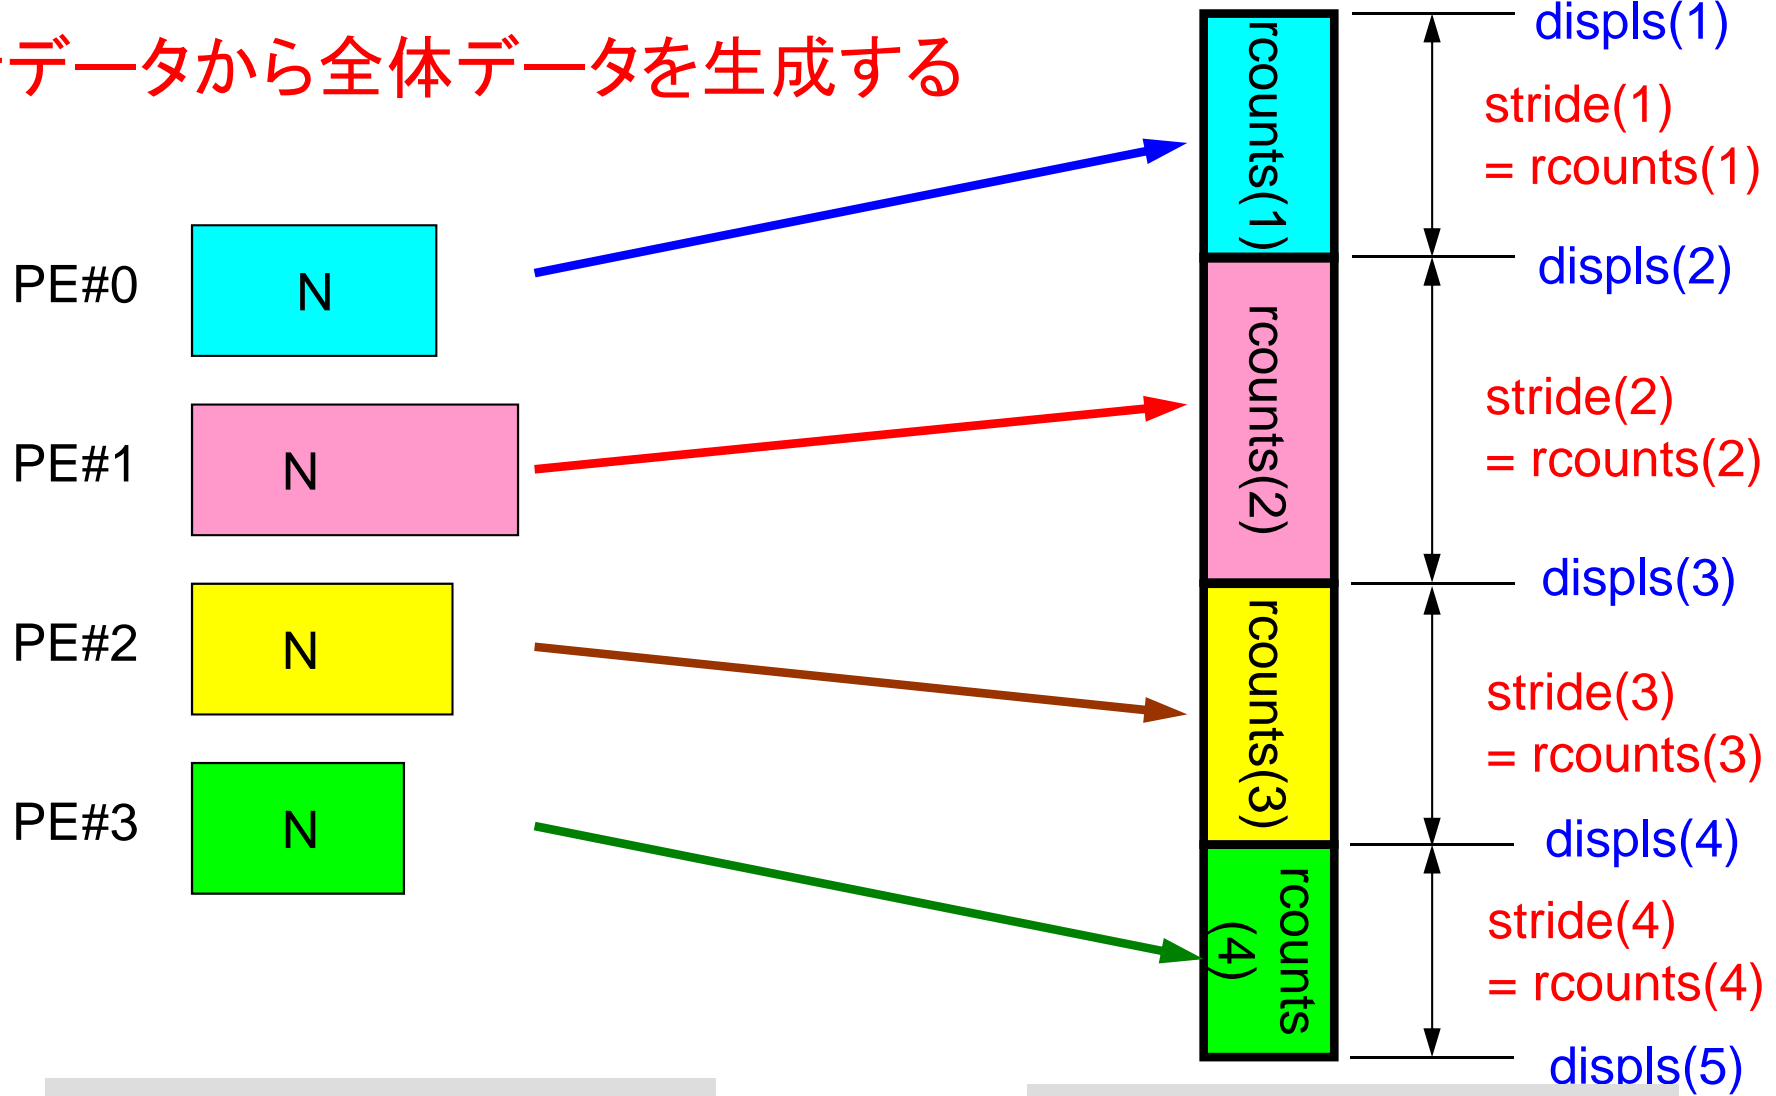 データから全体データを生成する
PE#0
N
PE#1
N
PE#2
N
PE#3
N
rcounts(1)
rcounts(2)
rcounts(3)
rcounts
(4)
displs(1)
stride(1)
= rcounts(1)
displs(2)
stride(2)
= rcounts(2)
displs(3)
stride(3)
= rcounts(3)
displs(4)
stride(4)
= rcounts(4)
displs(5)